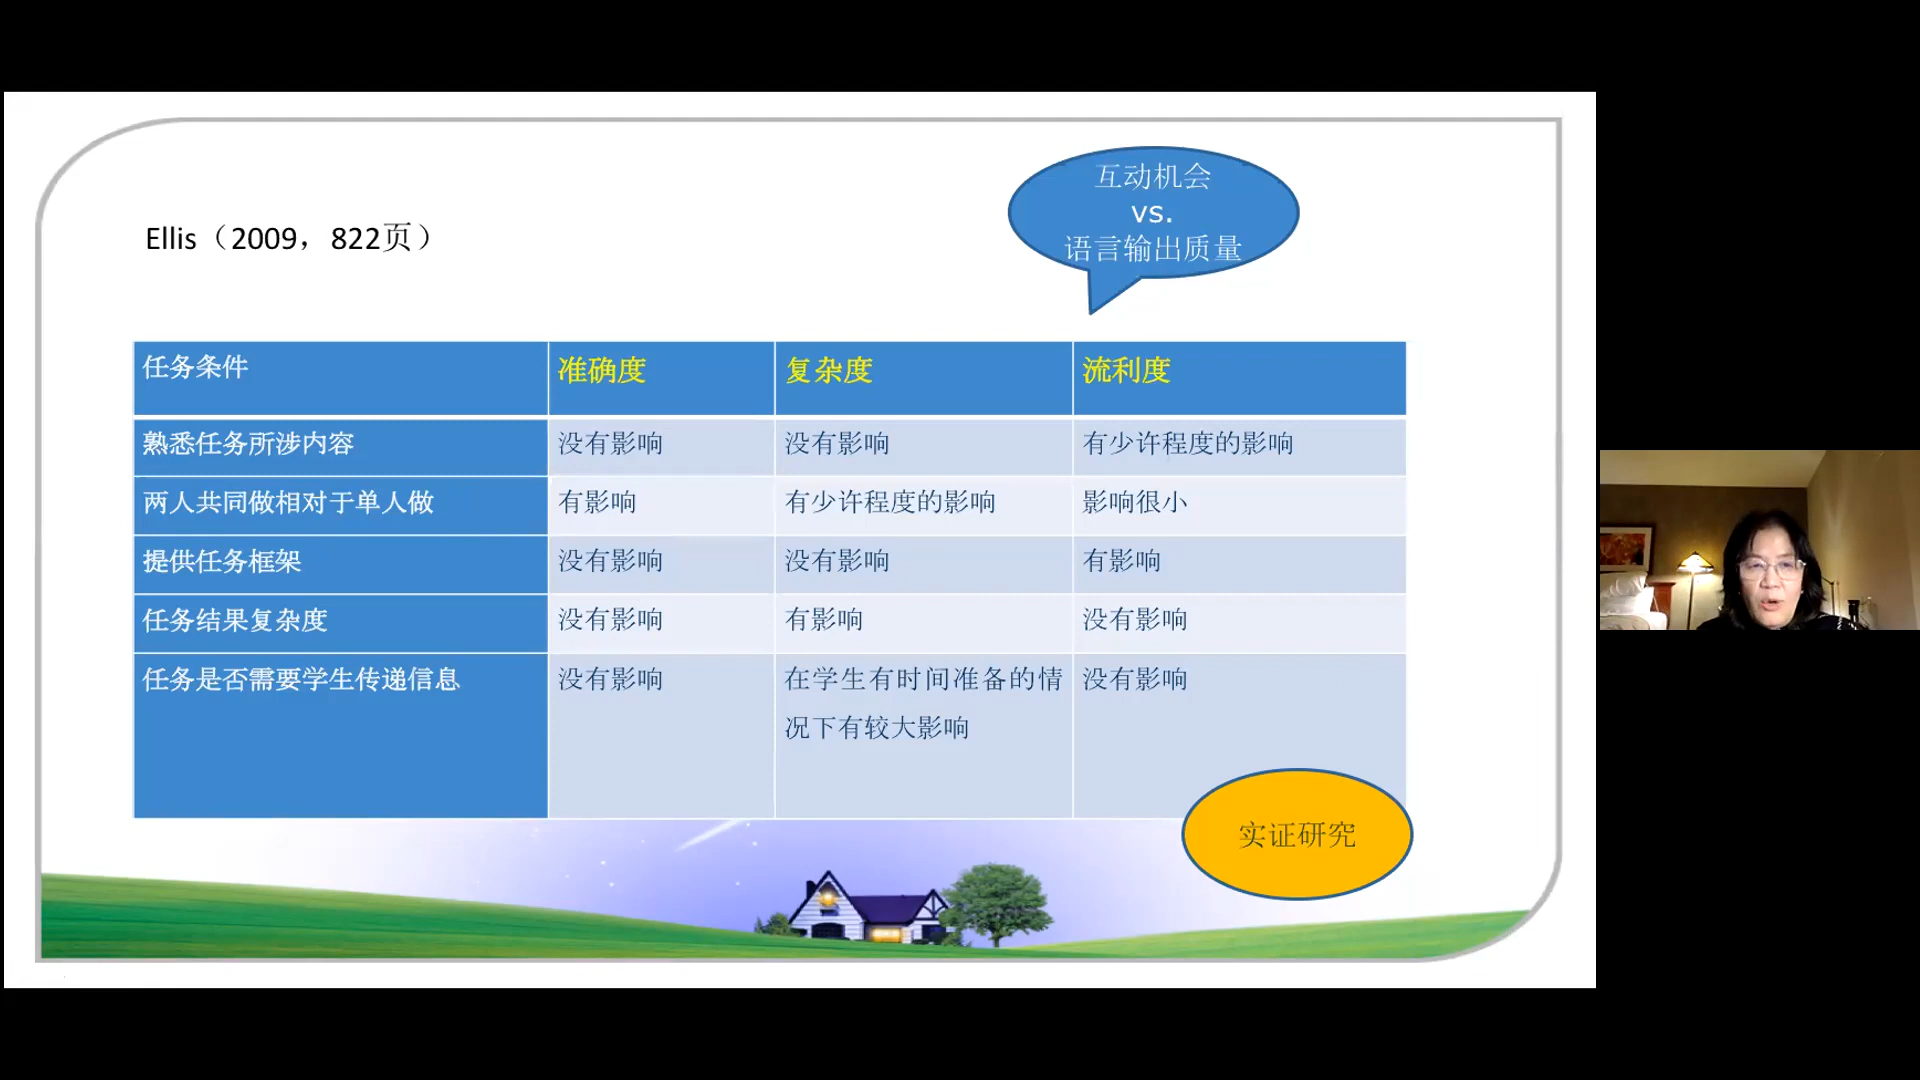 互动机会
vs.
语言输出质量
Ellis（2009，822页）
任务条件 准确度 复杂度 流利度
熟悉任务所涉内容 没有影响 没有影响 有少许程度的影响
两人共同做相对于单人做 有影响 有少许程度的影响 影响很小
提供任务框架 没有影响 没有影响 有影响
任务结果复杂度 没有影响 有影响 没有影响
任务是否需要学生传递信息 没有影响 在学生有时间准备的情 没有影响
况下有较大影响
实证研究